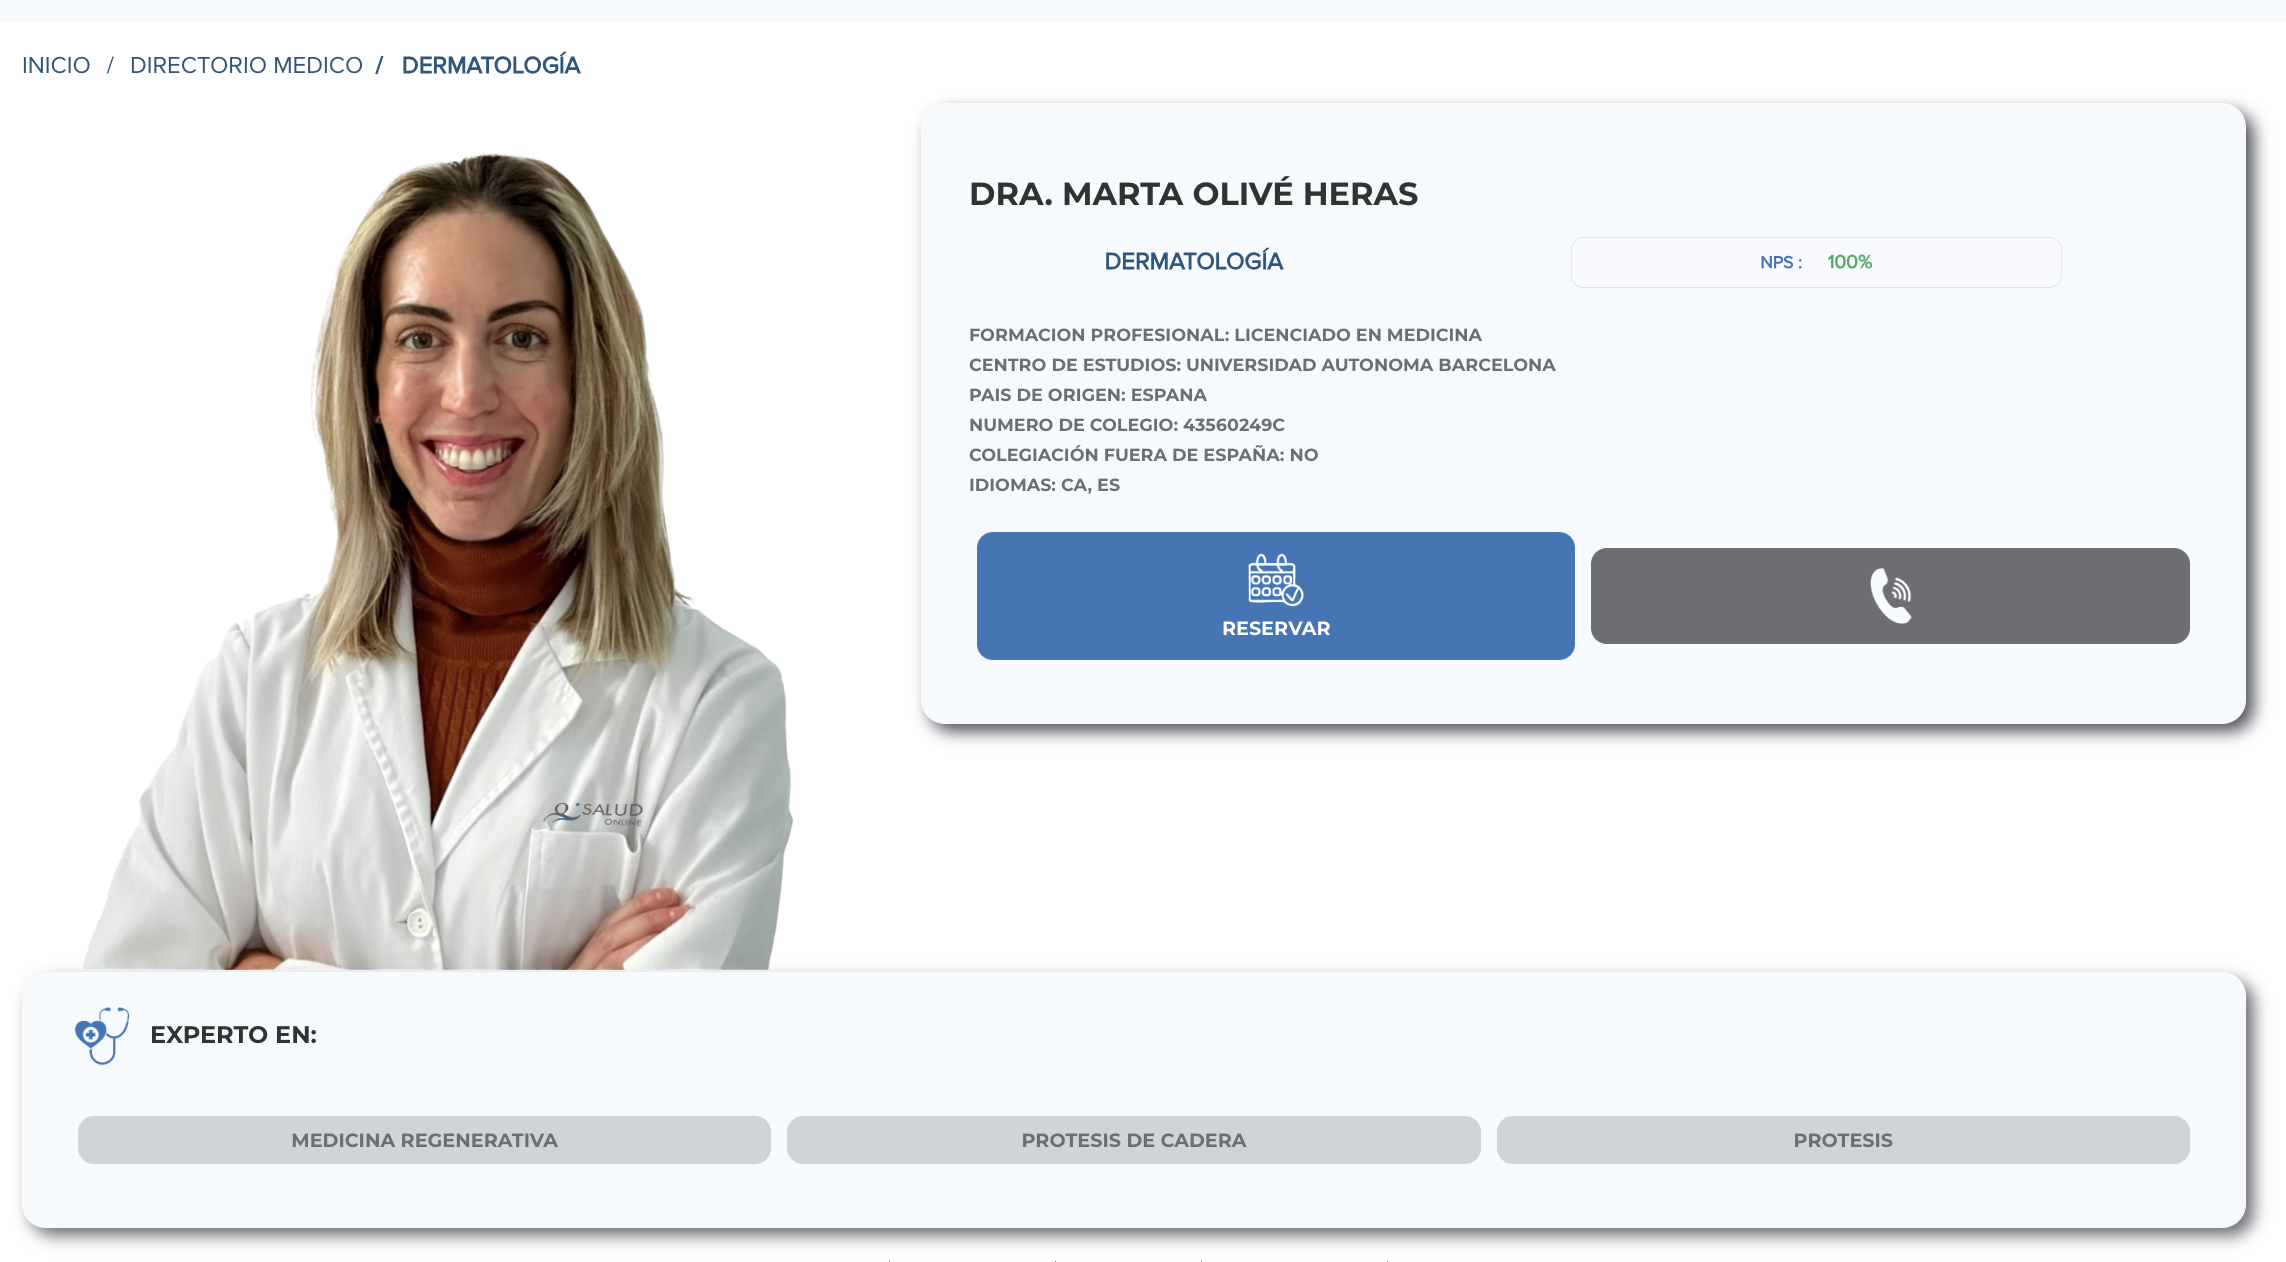 INICIO / DIRECTORIO MEDICO / DERMATOLOGÍA
DRA. MARTA OLIVÉ HERAS
DERMATOLOGÍA
NPS : 100%
FORMACION PROFESIONAL: LICENCIADO EN MEDICINA
CENTRO DE ESTUDIOS: UNIVERSIDAD AUTONOMA BARCELONA
PAIS DE ORIGEN: ESPANA
NUMERO DE COLEGIO: 43560249C
COLEGIACIÓN FUERA DE ESPAÑA: NO
IDIOMAS: CA, ES
RESERVAR
SALUD
ONLINE
EXPERTO EN:
MEDICINA REGENERATIVA
PROTESIS DE CADERA
PROTESIS